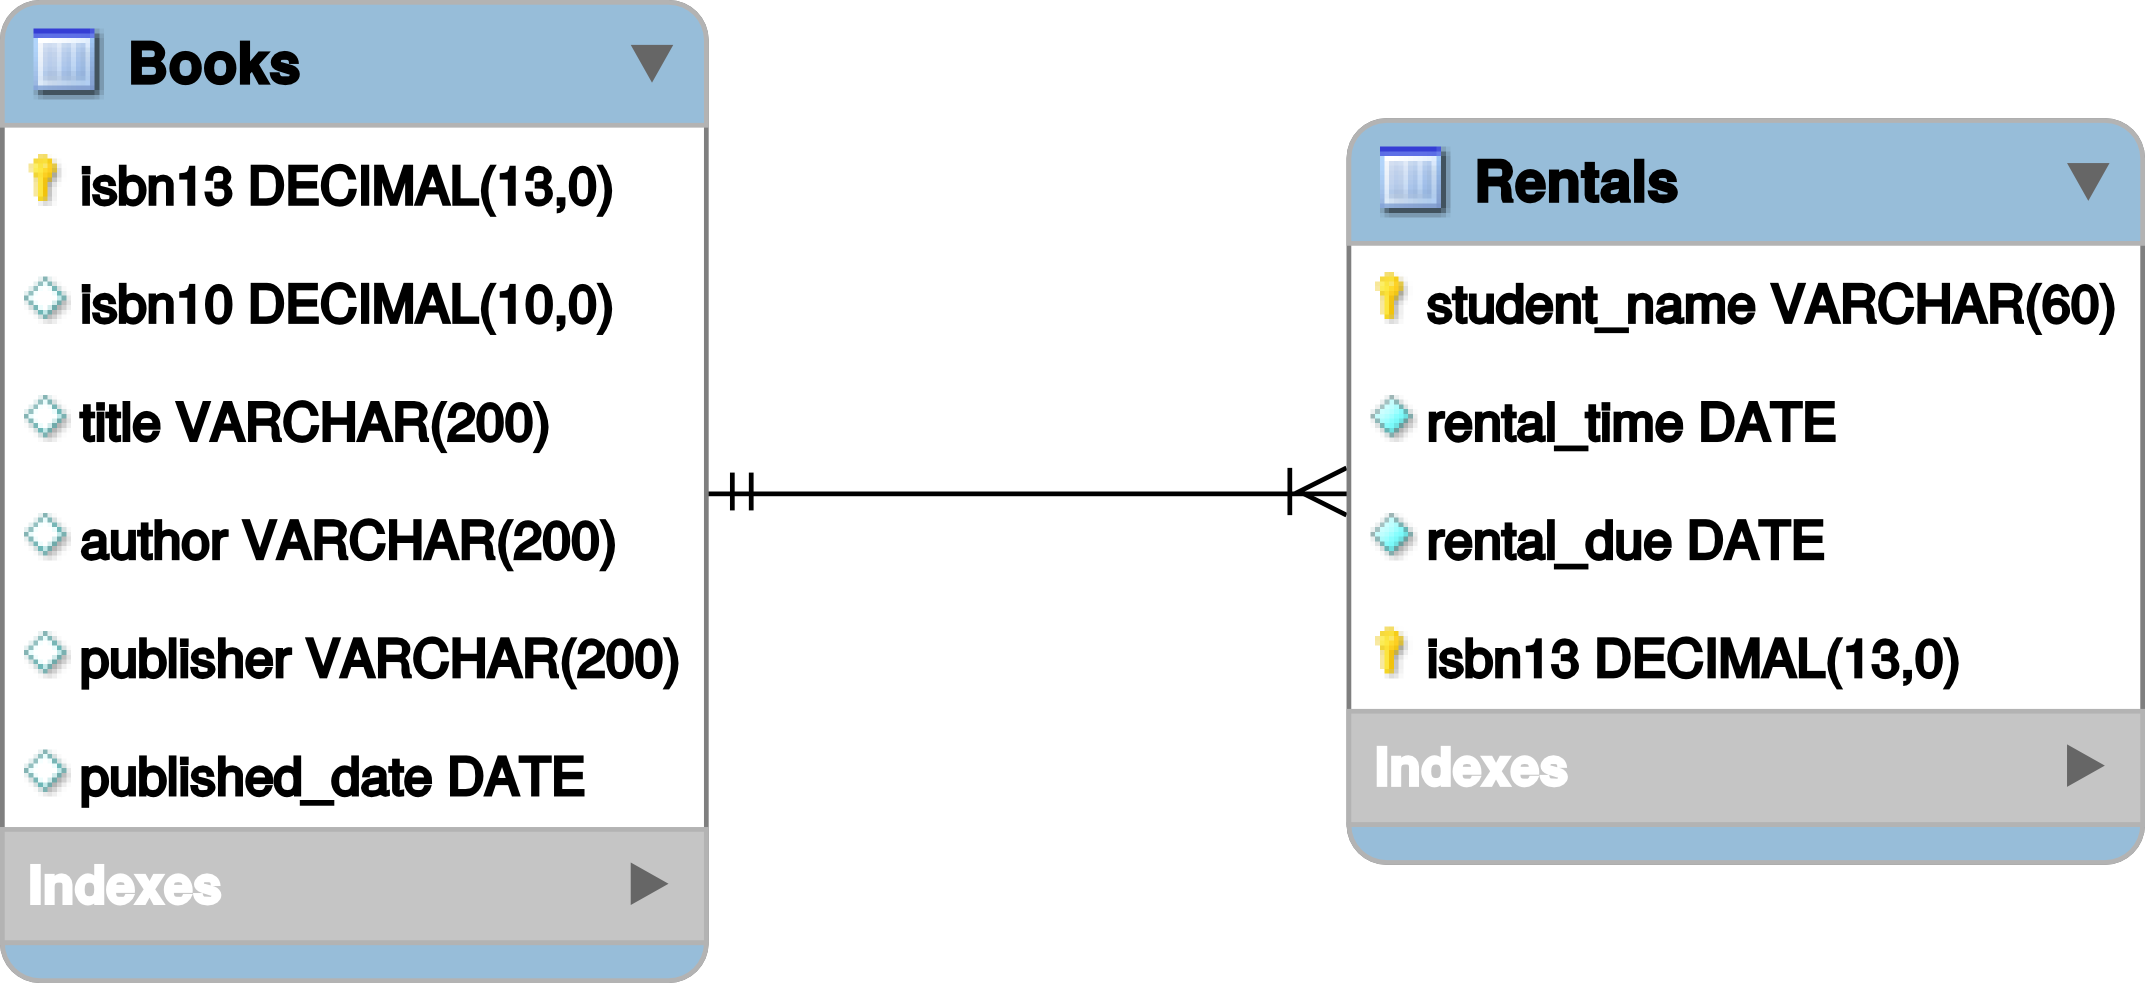 Books
isbn13 DECIMAL(13,0)
isbn10 DECIMAL(10,0)
title VARCHAR(200)
author VARCHAR(200)
publisher VARCHAR(200)
published_date DATE
Indexes
Rentals
student_name VARCHAR(60)
rental_time DATE
rental_due DATE
isbn13 DECIMAL(13,0)
Indexes